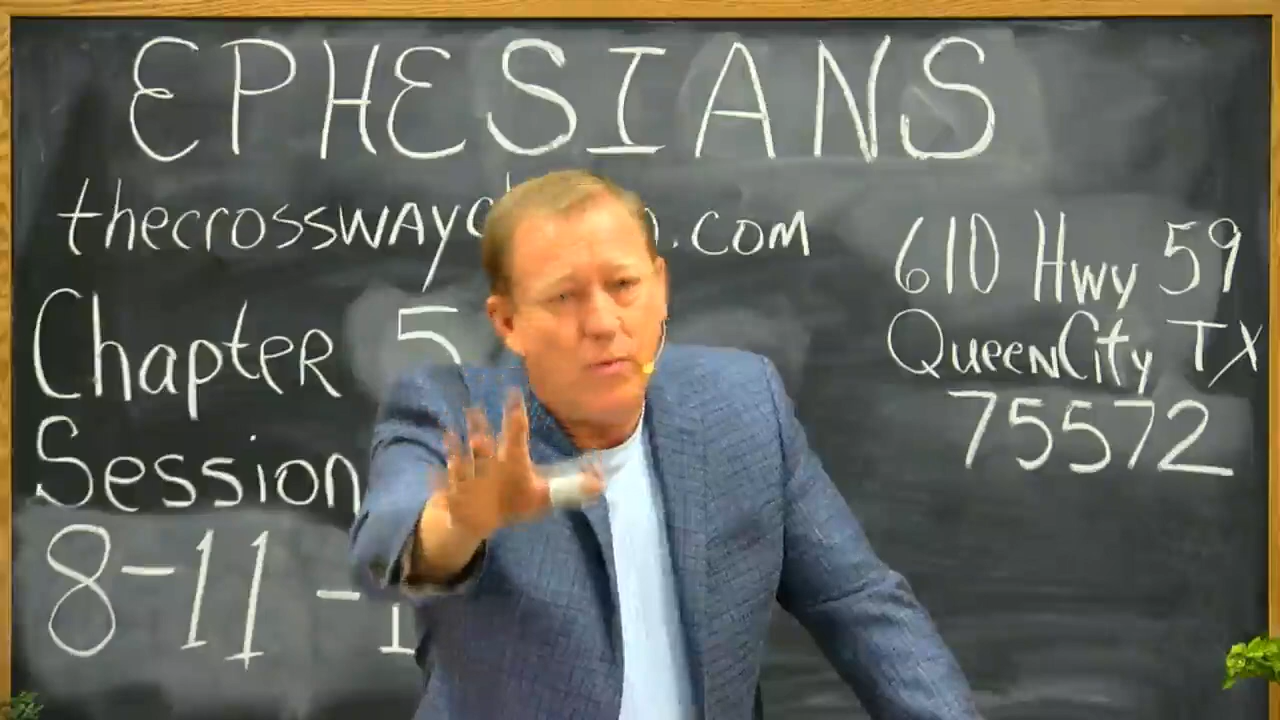 EPHESIANS
.com
610 Hwy 59
Chapter 5
QueenCity TX
75572
Session
8-11